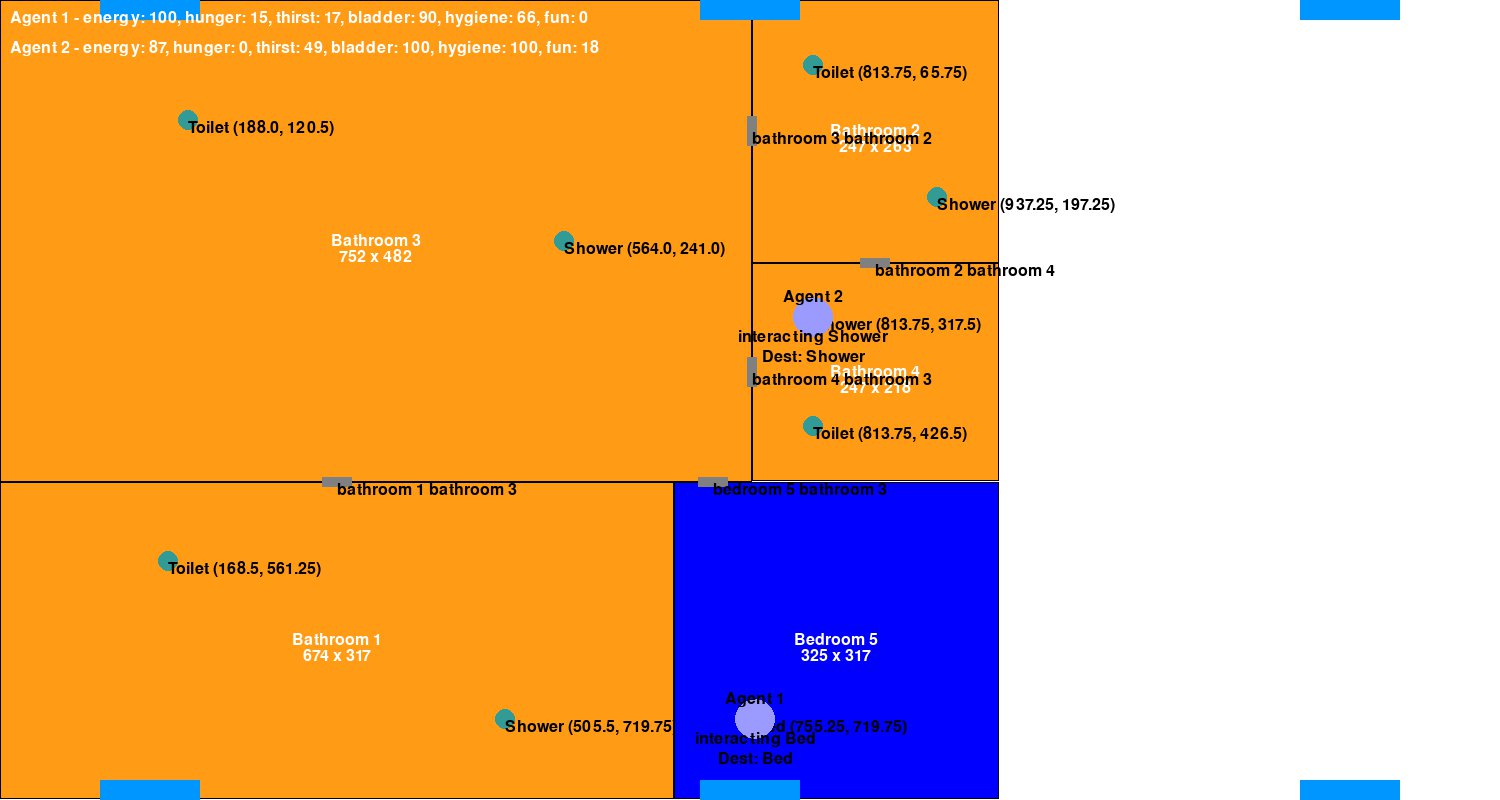 Agent 1 - energy: 100, hunger: 15, thirst: 17, bladder: 90, hygiene: 66, fun: 0
Agent 2 - energy: 87, hunger: 0, thirst: 49, bladder: 100, hygiene: 100, fun: 18
Toilet (813.75, 65.75)
Toilet (188.0, 120.5)
Bathroom 2
247 x 263
bathroom 3 bathroom 2
Shower (937.25, 197.25)
Bathroom 3
752 x 482
Shower (564.0, 241.0)
bathroom 2 bathroom 4
Agent 2
ower (813.75, 317.5)
interacting Shower
Dest: Shower
Bathroom 4
247 x 218
bathroom 4 bathroom 3
Toilet (813.75, 426.5)
bathroom 1 bathroom 3
bedroom 5 bathroom 3
Toilet (168.5, 561.25)
Bathroom 1
674 x 317
Bedroom 5
325 x 317
Agent 1
Shower (505.5, 719.75)
d (755.25, 719.75)
interacting Bed
Dest: Bed